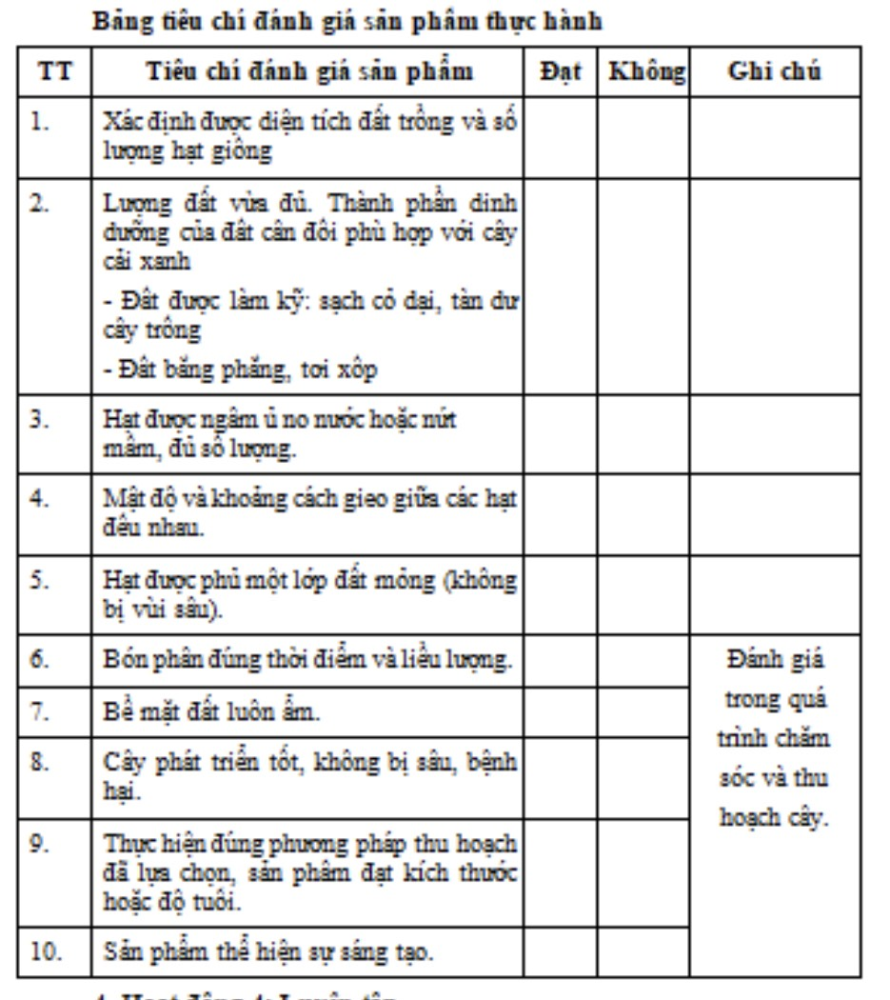 Bảng tiêu chí đánh giá sản phẩm thực hành
TT Tiêu chí đánh giá sản phẩm Đạt Không Ghi chú
1. Xác định được diện tích đất trồng và số
lượng hạt giống
2. Lượng đất vừa đủ. Thành phần dinh
dưỡng của đất cân đối phù hợp với cây
cải xanh
- Đất được làm kỹ: sạch cỏ dại, tàn dư
cây trồng
- Đất bằng phẳng, tơi xốp
3. Hạt được ngâm ủ no nước hoặc nứt
mầm, đủ số lượng.
4. Mật độ và khoảng cách gieo giữa các hạt
đều nhau.
5. Hạt được phủ một lớp đất mỏng (không
bị vùi sâu).
6. Bón phân đúng thời điểm và liều lượng.
7. Bề mặt đất luôn ẩm.
8. Cây phát triển tốt, không bị sâu, bệnh
hại.
9. Thực hiện đúng phương pháp thu hoạch
đã lựa chọn, sản phẩm đạt kích thước
hoặc độ tuổi.
10. Sản phẩm thể hiện sự sáng tạo.
Đánh giá
trong quá
trình chăm
sóc và thu
hoạch cây.
4. Hoạt động 4: Luyện tập